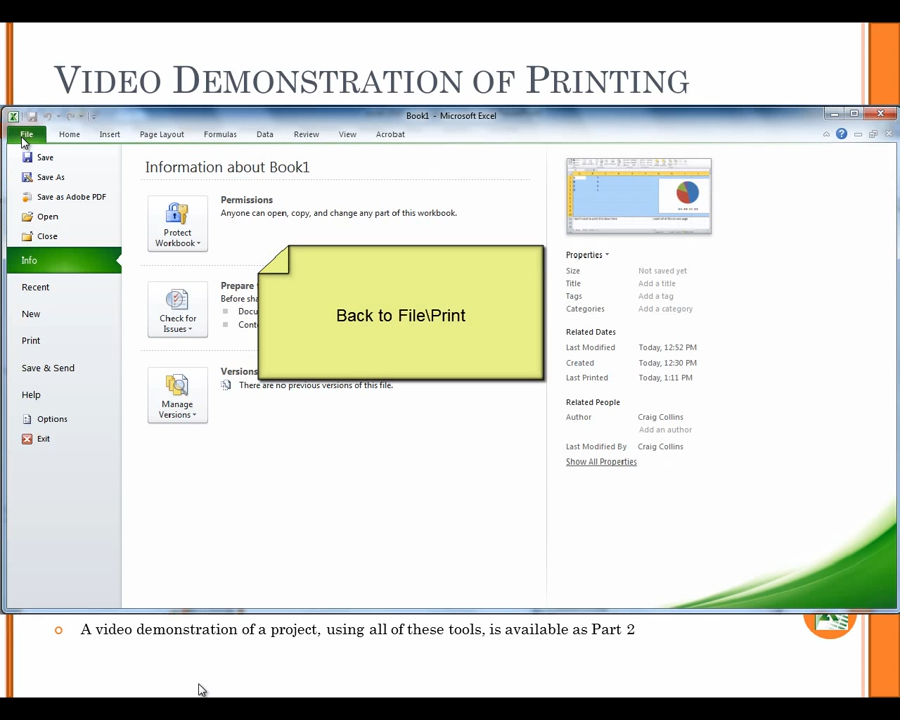 VIDEO DEMONSTRATION OF PRINTING
Book1 - Microsoft Excel
File Home Insert Page Layout Formulas Data Review View Acrobat
Save
Save As
Save as Adobe PDF
Open
Close
Info
Recent
New
Print
Save & Send
Help
Options
Exit
Information about Book1
Protect
Workbook
Permissions
Anyone can open, copy, and change any part of this workbook.
Check for
Issues
Prepare
Before sha
Docu
Cont
Back to File\Print
Manage
Versions
Versions
There are no previous versions of this file.
Properties
Size Not saved yet
Title Add a title
Tags Add a tag
Categories Add a category
Related Dates
Last Modified Today, 12:52 PM
Created Today, 12:30 PM
Last Printed Today, 1:11 PM
Related People
Author Craig Collins
Add an author
Last Modified By Craig Collins
Show All Properties
A video demonstration of a project, using all of these tools, is available as Part 2